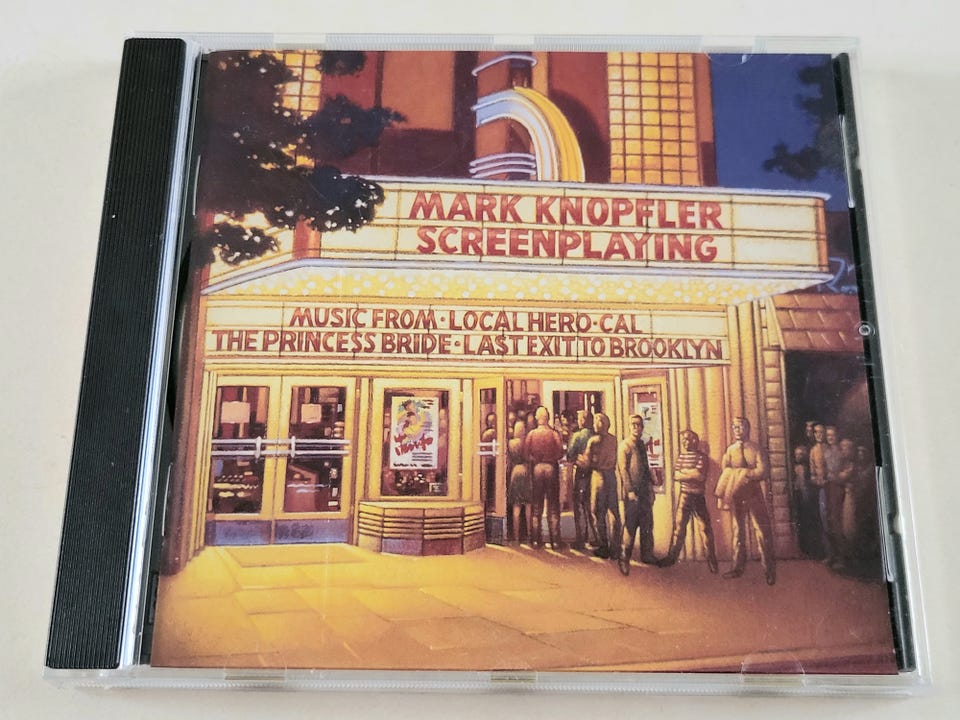 MARK KNOPFLER
SCREENPLAYING
MUSIC FROM · LOCAL HERO · CAL
THE PRINCESS BRIDE · LAST EXIT TO BROOKLYN